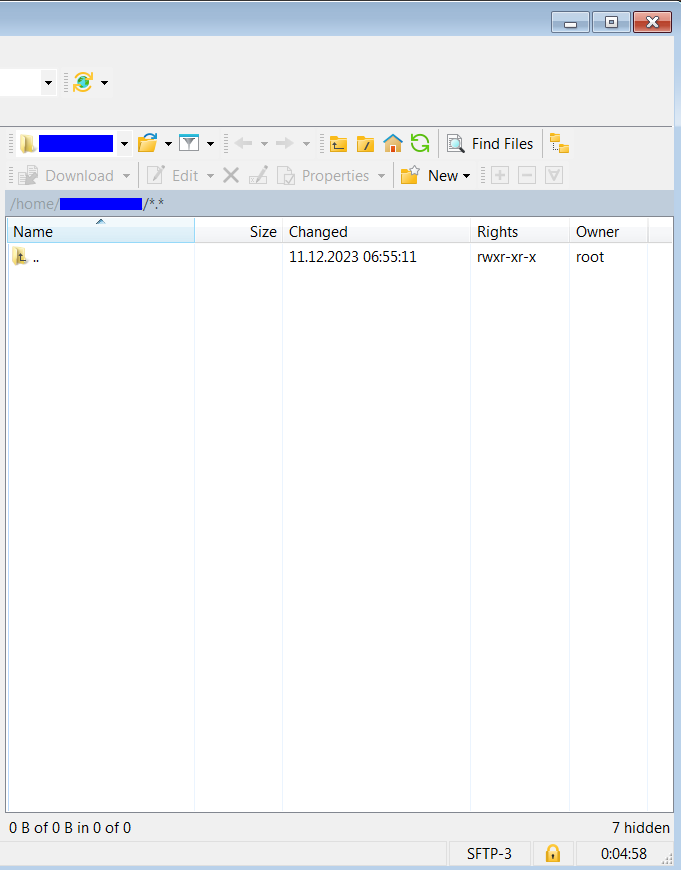 Find Files
Download Edit Properties New
/home/ /*.*
Name Size Changed Rights Owner
.. 11.12.2023 06:55:11 rwxr-xr-x root
0 B of 0 B in 0 of 0 7 hidden
SFTP-3 0:04:58